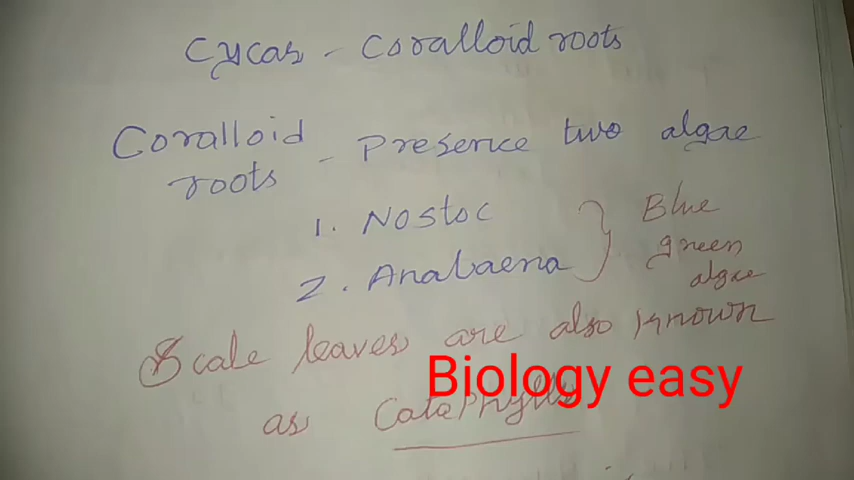 Cycas - Coralloid roots
Coralloid roots - Presence two algae
1. Nostoc
2. Anabaena } Blue green algae
Scale leaves are also known
as Cataphylls
Biology easy